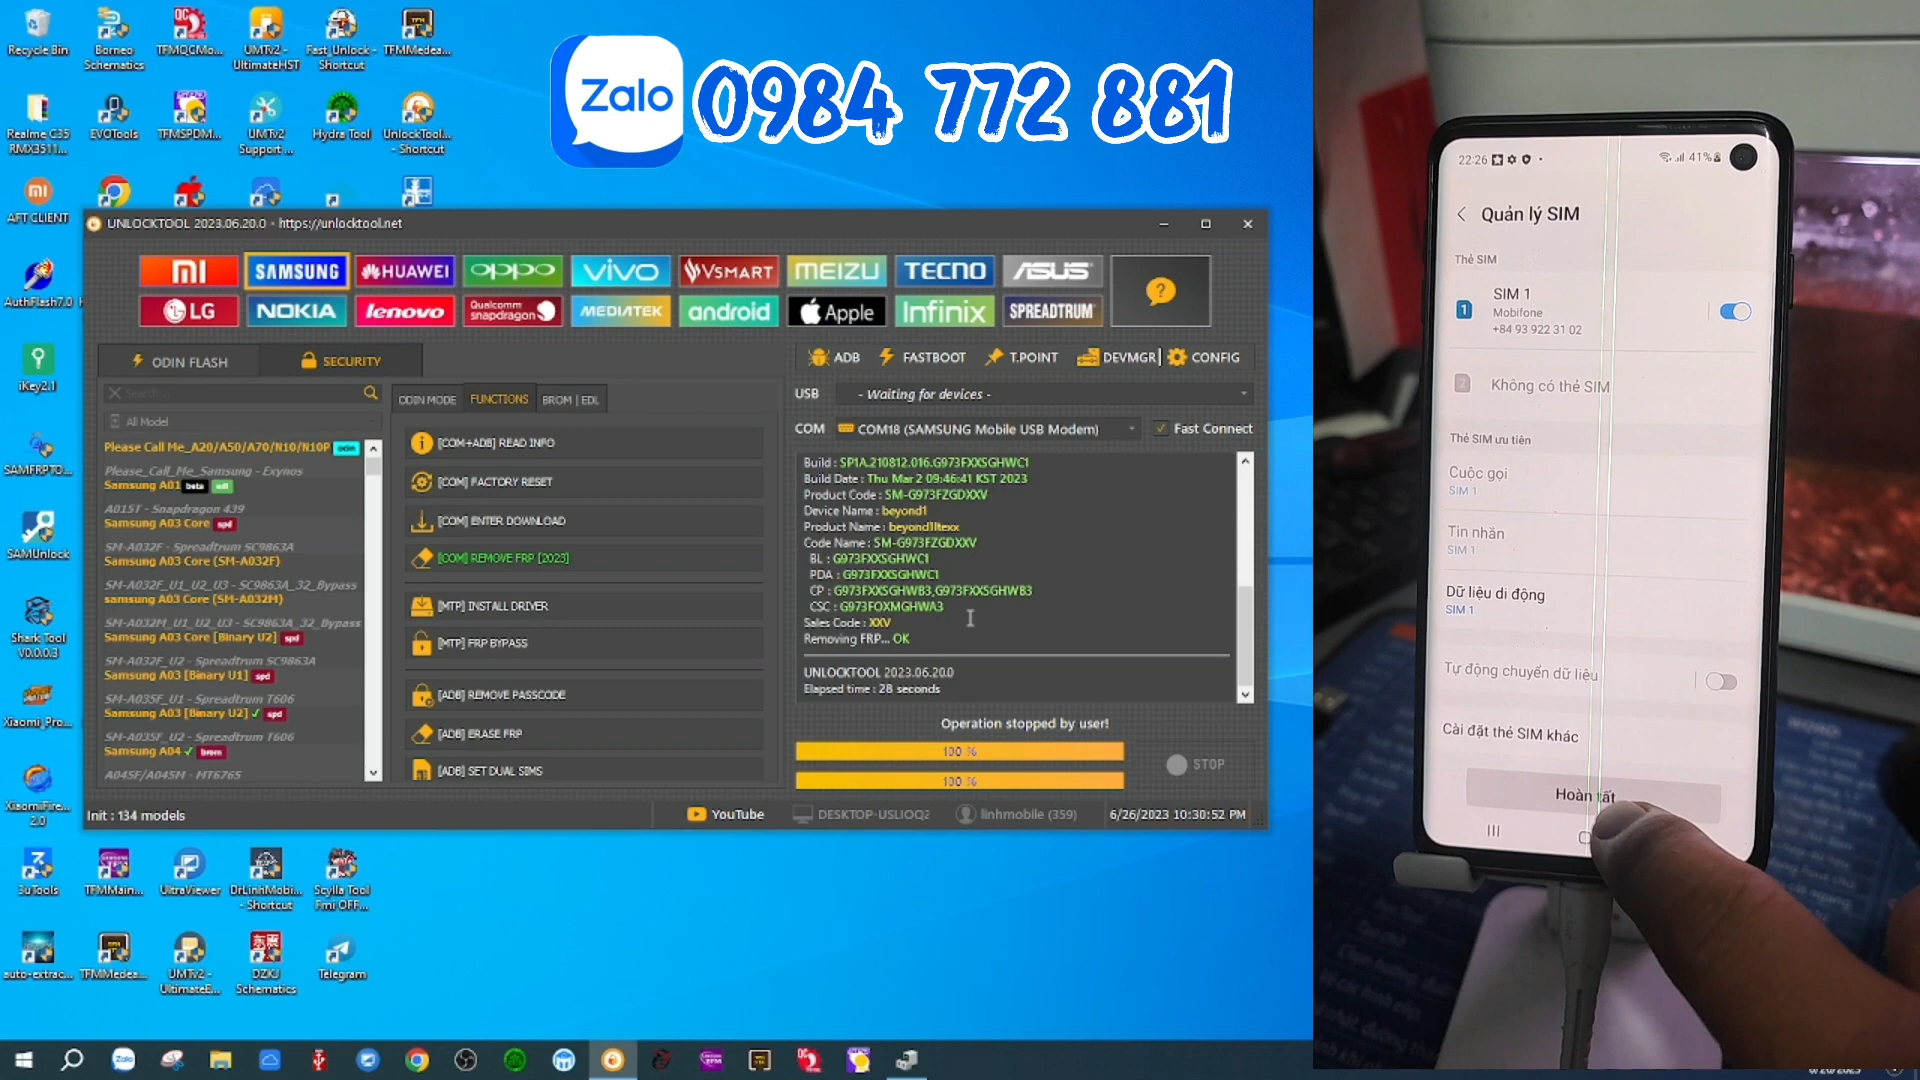 Recycle Bin
Borneo Schematics
TFMQCMo...
UMTv2 - UltimateHST
Fast_Unlock - Shortcut
TFMMedea...
Realme C35 RMX3511...
EVOTools
TFMSPDM...
UMTv2 Support ...
Hydra Tool
UnlockTool... - Shortcut
AFT CLIENT
AuthFlash7.0
iKey2.1
SAMFRPTO...
SAMUnlock
Shark Tool V0.0.0.3
Xiaomi_Pro...
XiaomiFire... 2.0
3uTools
TFMMain...
UltraViewer
DrLinhMobi... - Shortcut
Scylla Tool Fmi OFF...
auto-extrac...
TFMMedea...
UMTv2 - UltimateE...
DZKJ Schematics
Telegram
Zalo 0984 772 881
UNLOCKTOOL 2023.06.20.0 - https://unlocktool.net
MI SAMSUNG HUAWEI oppo vivo VSMART MEIZU TECNO ASUS ?
LG NOKIA lenovo Qualcomm snapdragon MEDIATEK android Apple Infinix SPREADTRUM
ODIN FLASH
SECURITY
Search...
All Model
Please Call Me_A20/A50/A70/N10/N10P odin
Please_Call_Me_Samsung - Exynos
Samsung A01 beta edl
A015T - Snapdragon 439
Samsung A03 Core spd
SM-A032F - Spreadtrum SC9863A
Samsung A03 Core (SM-A032F)
SM-A032F_U1_U2_U3 - SC9863A_32_Bypass
samsung A03 Core (SM-A032M)
SM-A032M_U1_U2_U3 - SC9863A_32_Bypass
Samsung A03 Core [Binary U2] spd
SM-A032F_U2 - Spreadtrum SC9863A
Samsung A03 [Binary U1] spd
SM-A035F_U1 - Spreadtrum T606
Samsung A03 [Binary U2] ✓ spd
SM-A035F_U2 - Spreadtrum T606
Samsung A04 ✓ brom
A045F/A045M - MT6765
Init : 134 models
ODIN MODE
FUNCTIONS
BROM | EDL
[COM+ADB] READ INFO
[COM] FACTORY RESET
[COM] ENTER DOWNLOAD
[COM] REMOVE FRP [2023]
[MTP] INSTALL DRIVER
[MTP] FRP BYPASS
[ADB] REMOVE PASSCODE
[ADB] ERASE FRP
[ADB] SET DUAL SIMS
ADB FASTBOOT T.POINT DEVMGR CONFIG
USB - Waiting for devices -
COM COM18 (SAMSUNG Mobile USB Modem) Fast Connect
Build : SP1A.210812.016.G973FXXSGHWC1
Build Date : Thu Mar 2 09:46:41 KST 2023
Product Code : SM-G973FZGDXXV
Device Name : beyond1
Product Name : beyond1ltexx
Code Name : SM-G973FZGDXXV
BL : G973FXXSGHWC1
PDA : G973FXXSGHWC1
CP : G973FXXSGHWB3,G973FXXSGHWB3
CSC : G973FOXMGHWA3
Sales Code : XXV
Removing FRP... OK
UNLOCKTOOL 2023.06.20.0
Elapsed time : 28 seconds
Operation stopped by user!
100 %
100 %
STOP
YouTube
DESKTOP-USLIOQ2
linhmobile (359)
6/26/2023 10:30:52 PM
22:26
41%
Quản lý SIM
Thẻ SIM
1
SIM 1
Mobifone
+84 93 922 31 02
2
Không có thẻ SIM
Thẻ SIM ưu tiên
Cuộc gọi
SIM 1
Tin nhắn
SIM 1
Dữ liệu di động
SIM 1
Tự động chuyển dữ liệu
Cài đặt thẻ SIM khác
Hoàn tất